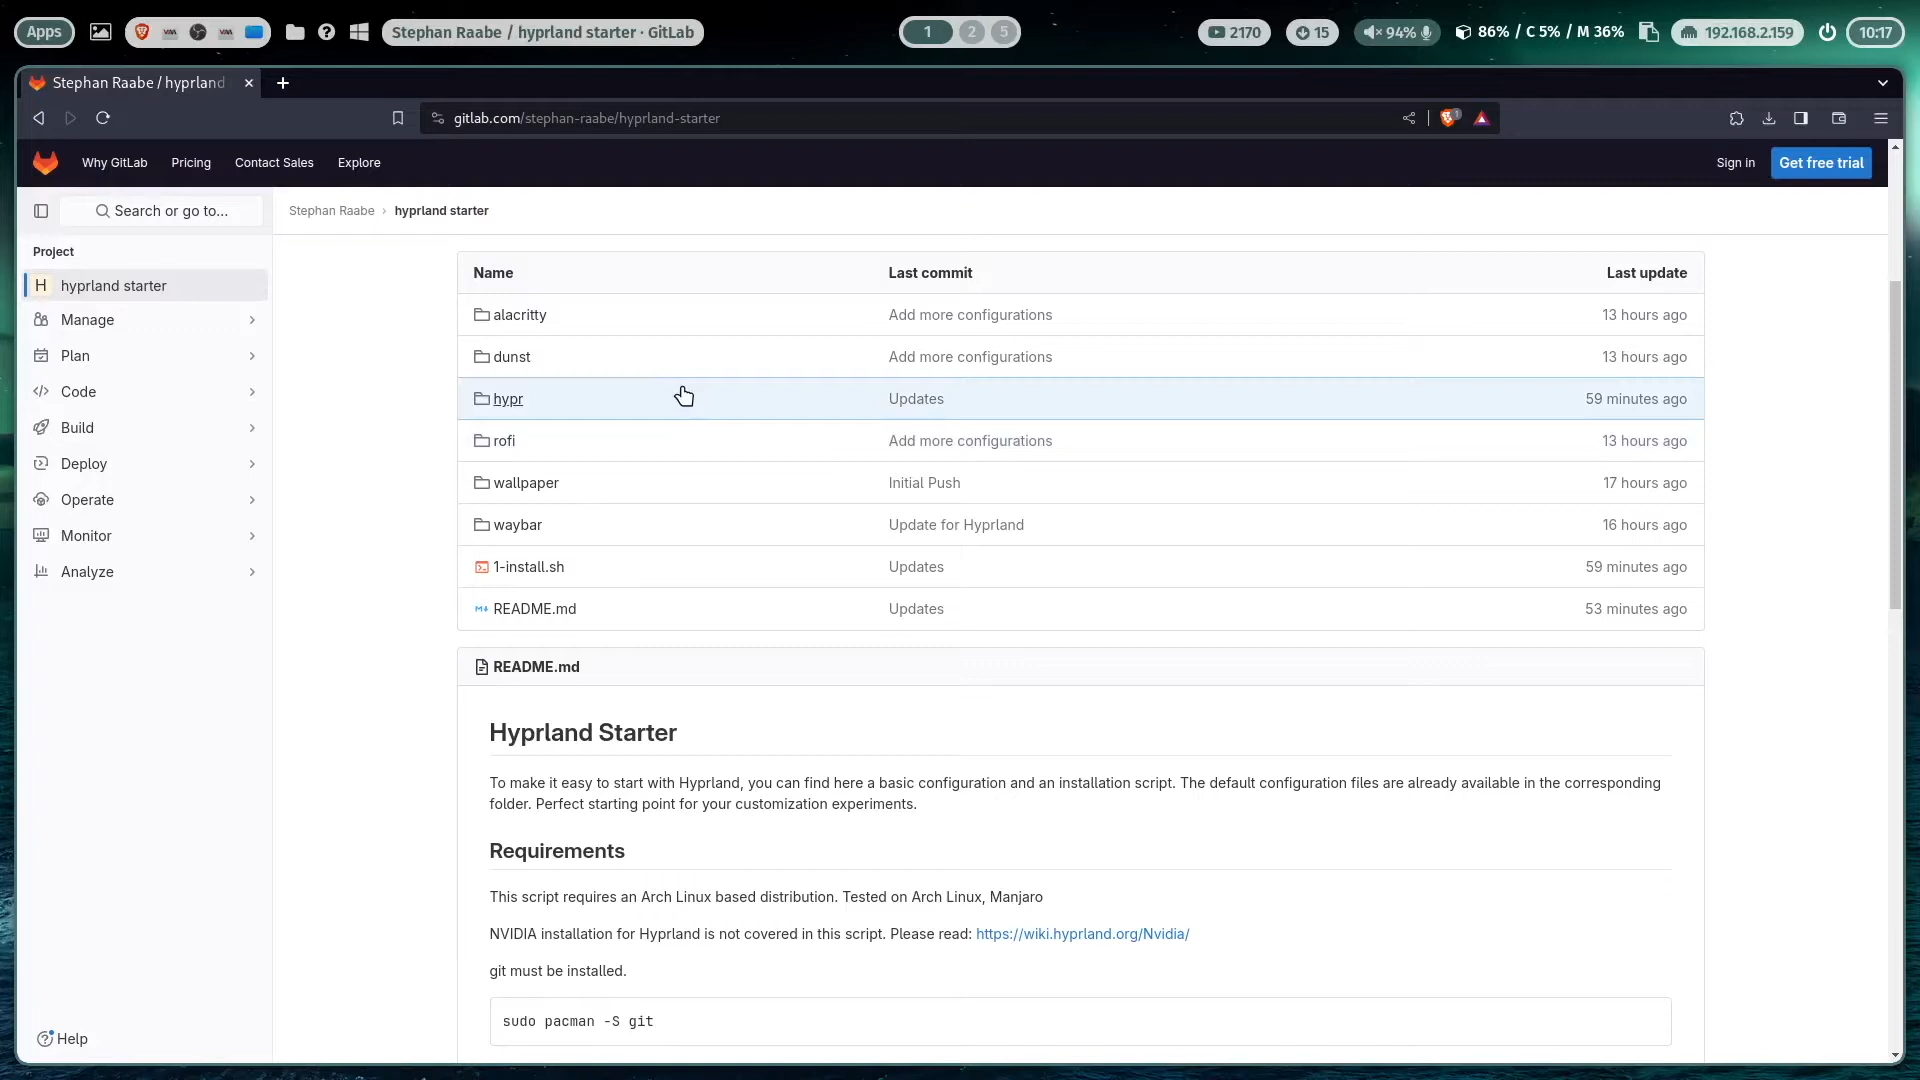 Apps
Stephan Raabe / hyprland starter · GitLab
1 2 5
2170
15
94%
86% / C 5% / M 36%
192.168.2.159
10:17
Stephan Raabe / hyprland
gitlab.com/stephan-raabe/hyprland-starter
1
Why GitLab
Pricing
Contact Sales
Explore
Sign in
Get free trial
Search or go to...
Stephan Raabe › hyprland starter
Project
H hyprland starter
Manage
Plan
Code
Build
Deploy
Operate
Monitor
Analyze
Help
Name Last commit Last update
alacritty Add more configurations 13 hours ago
dunst Add more configurations 13 hours ago
hypr Updates 59 minutes ago
rofi Add more configurations 13 hours ago
wallpaper Initial Push 17 hours ago
waybar Update for Hyprland 16 hours ago
1-install.sh Updates 59 minutes ago
README.md Updates 53 minutes ago
README.md
Hyprland Starter
To make it easy to start with Hyprland, you can find here a basic configuration and an installation script. The default configuration files are already available in the corresponding
folder. Perfect starting point for your customization experiments.
Requirements
This script requires an Arch Linux based distribution. Tested on Arch Linux, Manjaro
NVIDIA installation for Hyprland is not covered in this script. Please read: https://wiki.hyprland.org/Nvidia/
git must be installed.
sudo pacman -S git